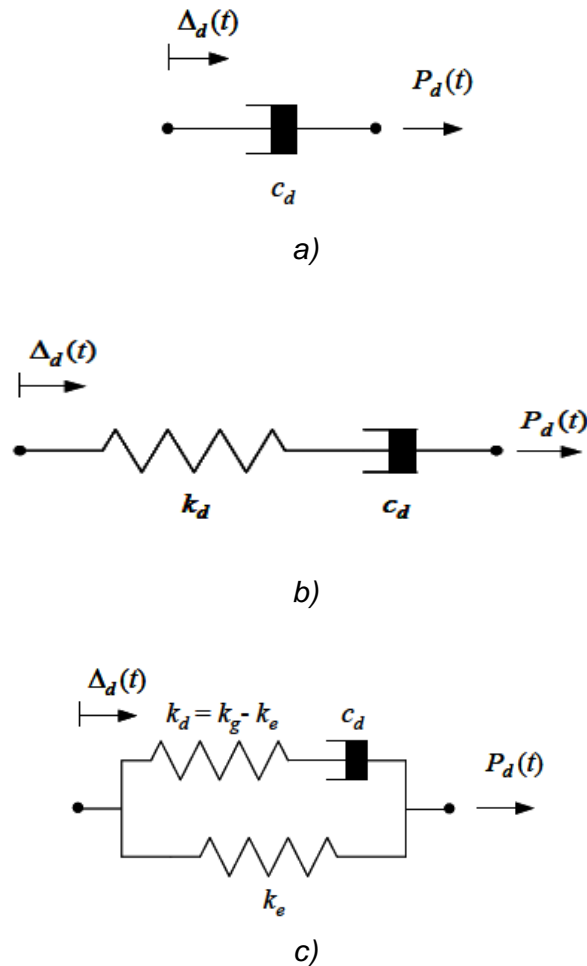 Δd(t)
Pd(t)
cd
a)
Δd(t)
Pd(t)
kd cd
b)
Δd(t)
kd = kg- ke cd
Pd(t)
ke
c)